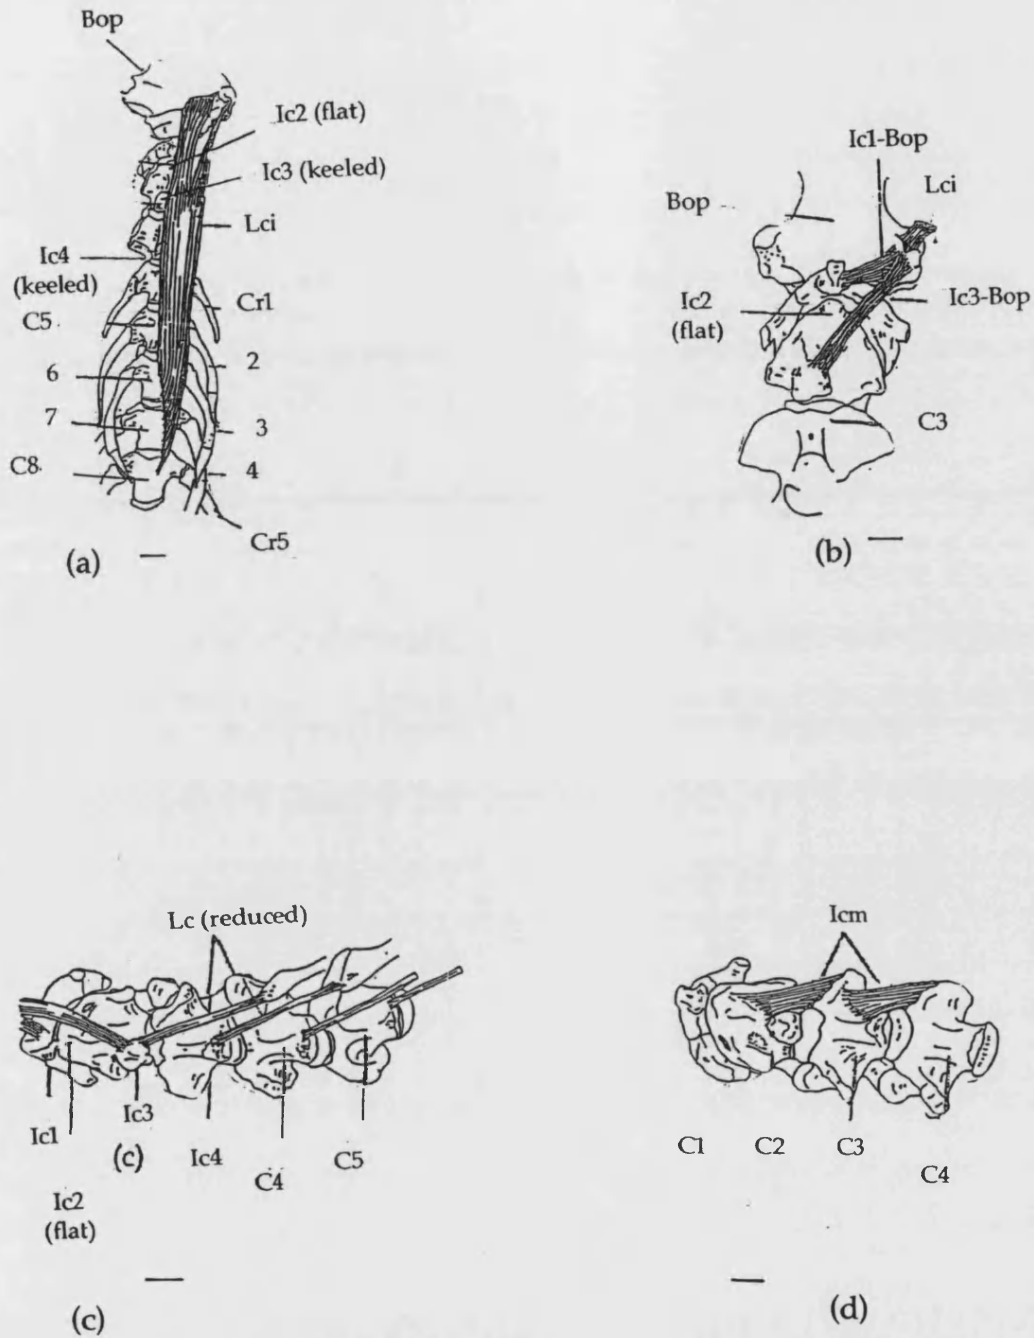 Bop
Ic2 (flat)
Ic3 (keeled)
Lci
Ic4
(keeled)
C5
Cr1
6
2
7
3
C8
4
Cr5
(a)
Ic1-Bop
Bop
Lci
Ic2
(flat)
Ic3-Bop
C3
(b)
Lc (reduced)
Ic1
Ic3
Ic4
C4
C5
(c)
Ic2
(flat)
(c)
Icm
C1
C2
C3
C4
(d)